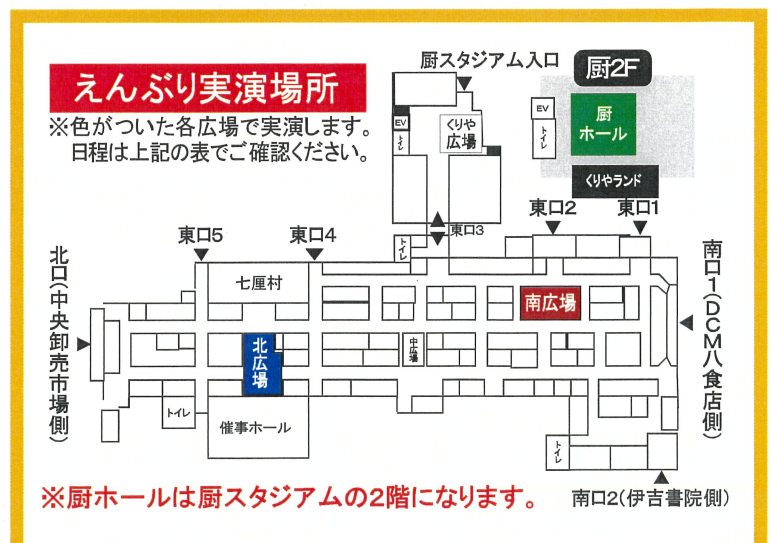 えんぶり実演場所
※色がついた各広場で実演します。
日程は上記の表でご確認ください。
厨スタジアム入口
厨2F
EV
トイレ
くりや
広場
EV
トイレ
厨
ホール
くりやランド
東口3
東口2
東口1
東口5
東口4
トイレ
七厘村
北口(中央卸売市場側)
北広場
中広場
南広場
南口1(DCM八食店側)
トイレ
催事ホール
トイレ
南口2(伊吉書院側)
※厨ホールは厨スタジアムの2階になります。